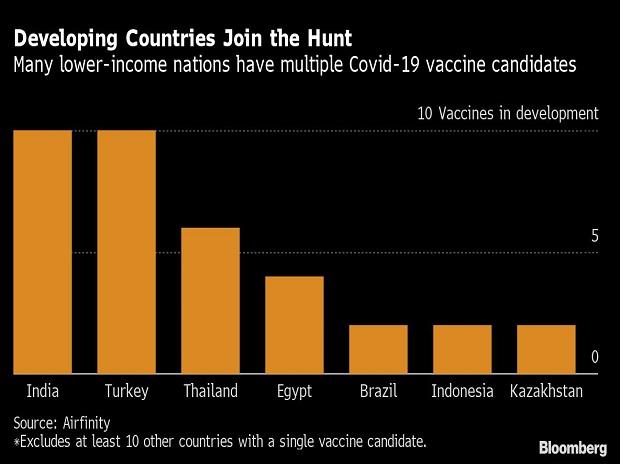 Developing Countries Join the Hunt
Many lower-income nations have multiple Covid-19 vaccine candidates
10 Vaccines in development
5
0
India Turkey Thailand Egypt Brazil Indonesia Kazakhstan
Source: Airfinity
*Excludes at least 10 other countries with a single vaccine candidate.
Bloomberg